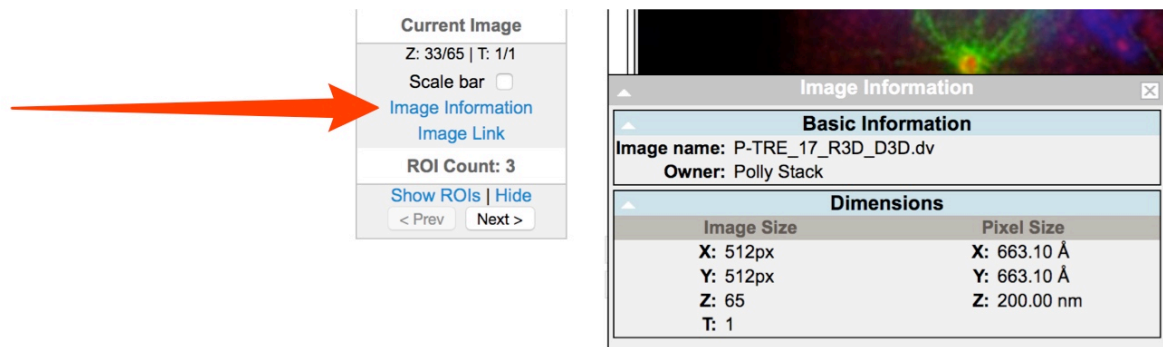 Current Image
Z: 33/65 | T: 1/1
Scale bar
Image Information
Image Link
ROI Count: 3
Show ROIs | Hide
< Prev Next >
Image Information
Basic Information
Image name: P-TRE_17_R3D_D3D.dv
Owner: Polly Stack
Dimensions
Image Size Pixel Size
X: 512px X: 663.10 Å
Y: 512px Y: 663.10 Å
Z: 65 Z: 200.00 nm
T: 1